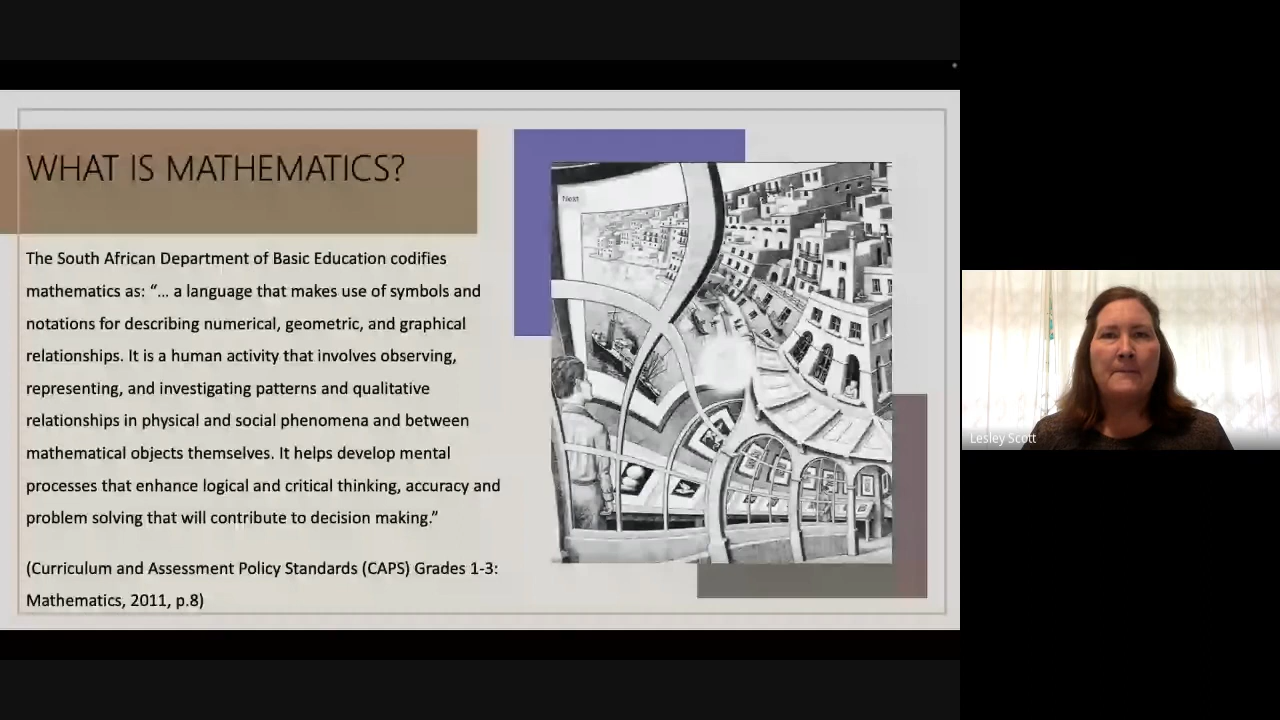 WHAT IS MATHEMATICS?
The South African Department of Basic Education codifies
mathematics as: “… a language that makes use of symbols and
notations for describing numerical, geometric, and graphical
relationships. It is a human activity that involves observing,
representing, and investigating patterns and qualitative
relationships in physical and social phenomena and between
mathematical objects themselves. It helps develop mental
processes that enhance logical and critical thinking, accuracy and
problem solving that will contribute to decision making.”
(Curriculum and Assessment Policy Standards (CAPS) Grades 1-3:
Mathematics, 2011, p.8)
Next
Lesley Scott